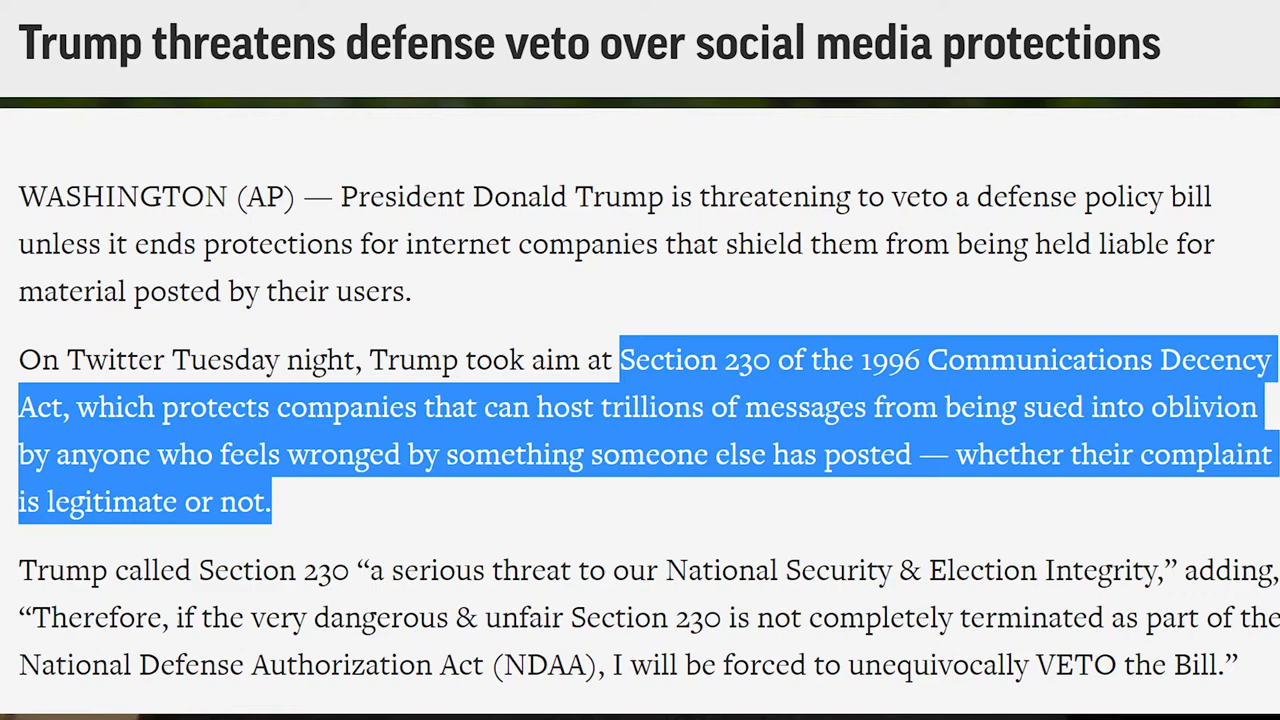 Trump threatens defense veto over social media protections
WASHINGTON (AP) — President Donald Trump is threatening to veto a defense policy bill
unless it ends protections for internet companies that shield them from being held liable for
material posted by their users.
On Twitter Tuesday night, Trump took aim at Section 230 of the 1996 Communications Decency
Act, which protects companies that can host trillions of messages from being sued into oblivion
by anyone who feels wronged by something someone else has posted — whether their complaint
is legitimate or not.
Trump called Section 230 “a serious threat to our National Security & Election Integrity,” adding,
“Therefore, if the very dangerous & unfair Section 230 is not completely terminated as part of the
National Defense Authorization Act (NDAA), I will be forced to unequivocally VETO the Bill.”